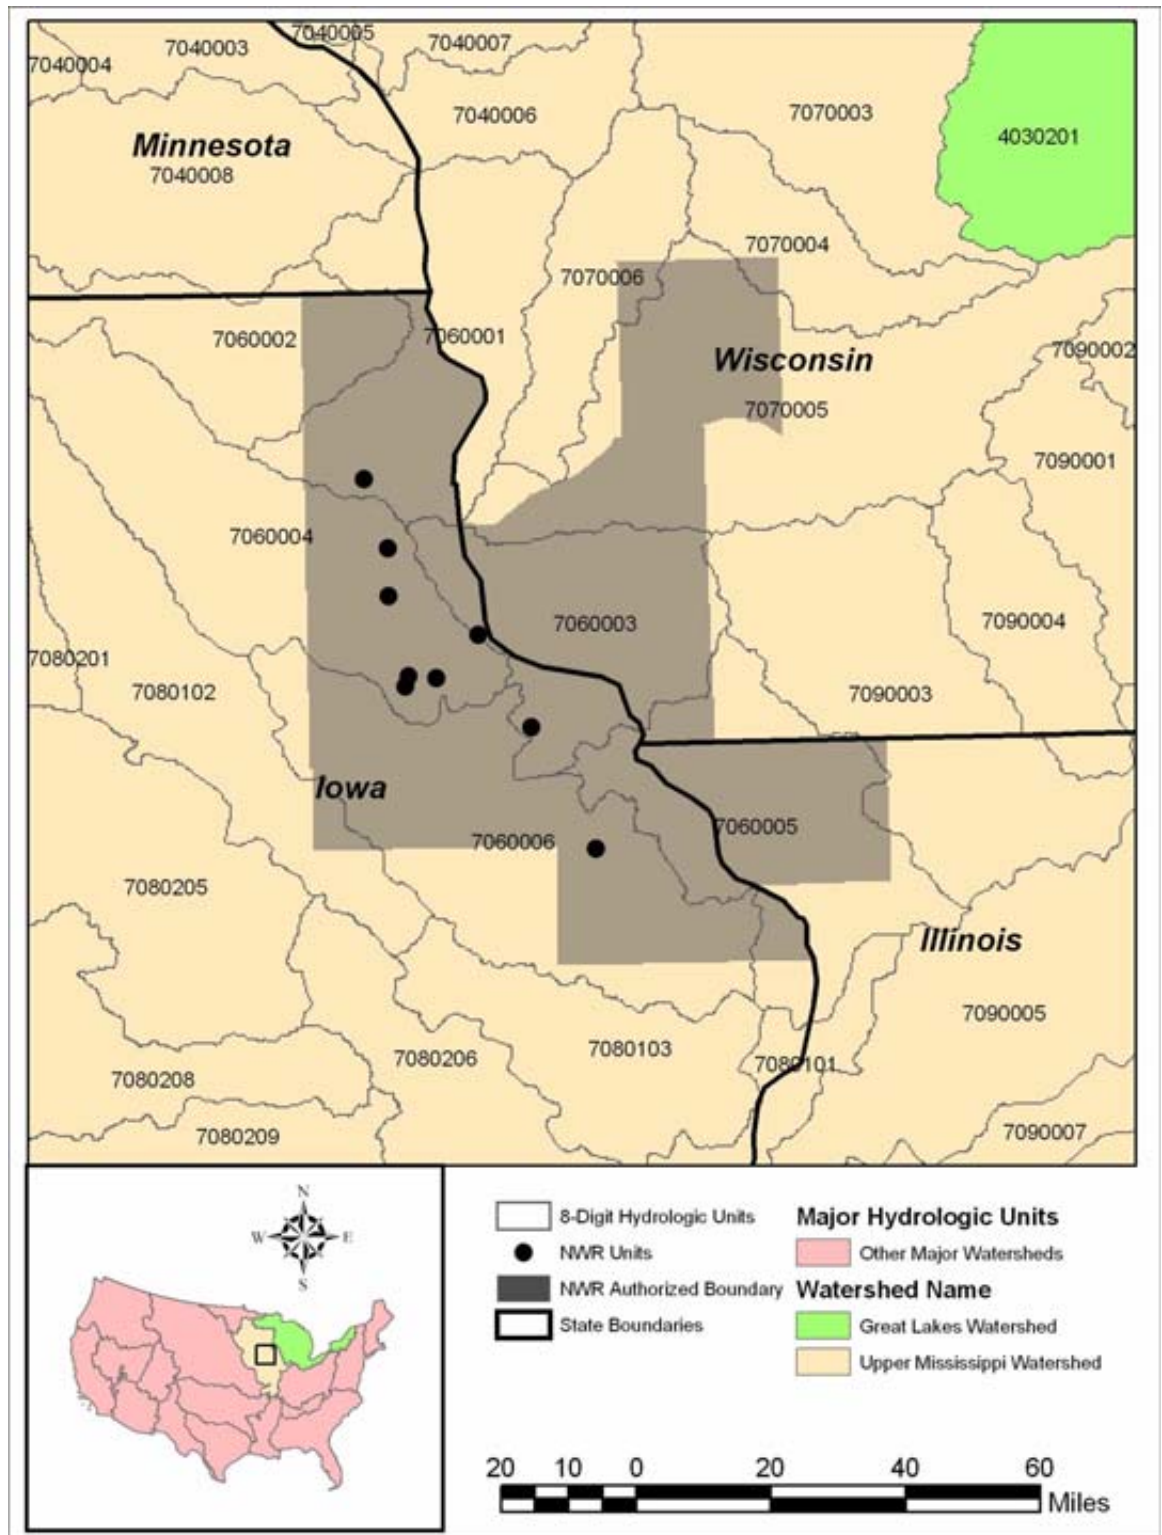 7040005
7040003
7040007
7040004
7040006
7070003
4030201
Minnesota
7040008
7070004
7070006
7060002
7060001
7090002
Wisconsin
7070005
7090001
7060004
7060003
7090004
7080201
7080102
7090003
Iowa
7060005
7060006
7080205
Illinois
7090005
7080206
7080103
7080101
7080208
7080209
7090007
N
W
E
S
8-Digit Hydrologic Units
NWR Units
NWR Authorized Boundary
State Boundaries
Major Hydrologic Units
Other Major Watersheds
Watershed Name
Great Lakes Watershed
Upper Mississippi Watershed
20 10 0 20 40 60
Miles